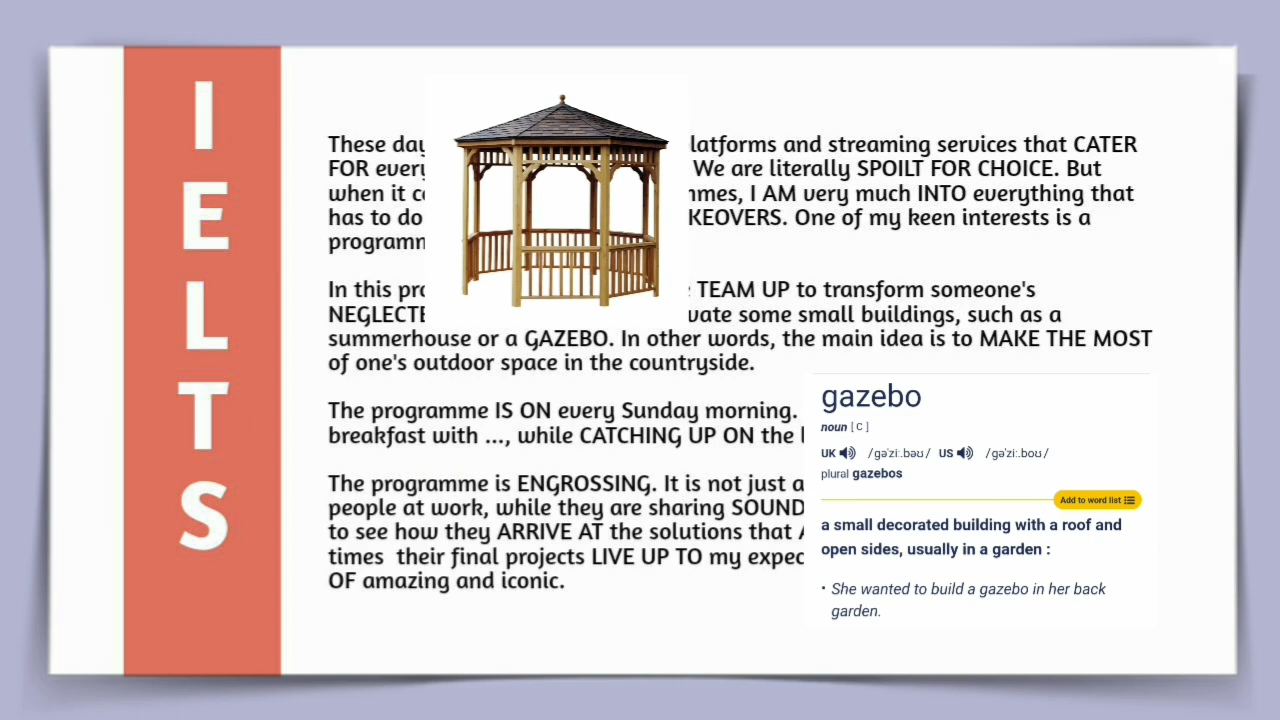 I
E
L
T
S
These day latforms and streaming services that CATER
FOR every We are literally SPOILT FOR CHOICE. But
when it c mes, I AM very much INTO everything that
has to do KEOVERS. One of my keen interests is a
programm
In this pro TEAM UP to transform someone's
NEGLECTE vate some small buildings, such as a
summerhouse or a GAZEBO. In other words, the main idea is to MAKE THE MOST
of one's outdoor space in the countryside.
The programme IS ON every Sunday morning.
breakfast with ..., while CATCHING UP ON the
The programme is ENGROSSING. It is not just a
people at work, while they are sharing SOUND
to see how they ARRIVE AT the solutions that
times their final projects LIVE UP TO my expec
OF amazing and iconic.
gazebo
noun [ C ]
UK /ɡəˈziː.bəʊ/ US /ɡəˈziː.boʊ/
plural gazebos
Add to word list
a small decorated building with a roof and
open sides, usually in a garden :
• She wanted to build a gazebo in her back
garden.